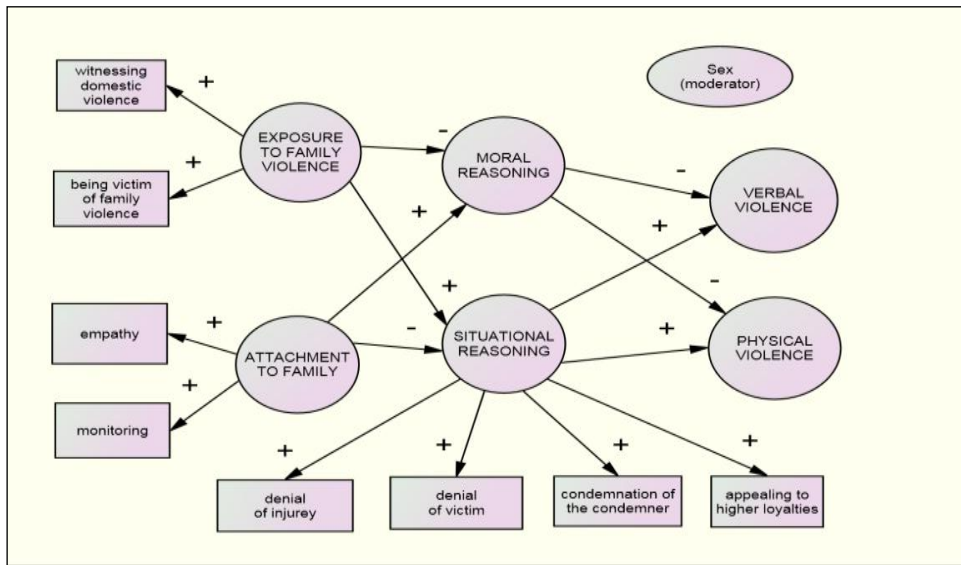 witnessing
domestic
violence
+
Sex
(moderator)
EXPOSURE
TO FAMILY
VIOLENCE
-
MORAL
REASONING
+
being victim
of family
violence
-
VERBAL
VIOLENCE
+
+
empathy
+
+
-
SITUATIONAL
REASONING
-
+
PHYSICAL
VIOLENCE
ATTACHMENT
TO FAMILY
+
monitoring
+
+
+
+
denial
of injurey
denial
of victim
condemnation of
the condemner
appealing to
higher loyalties